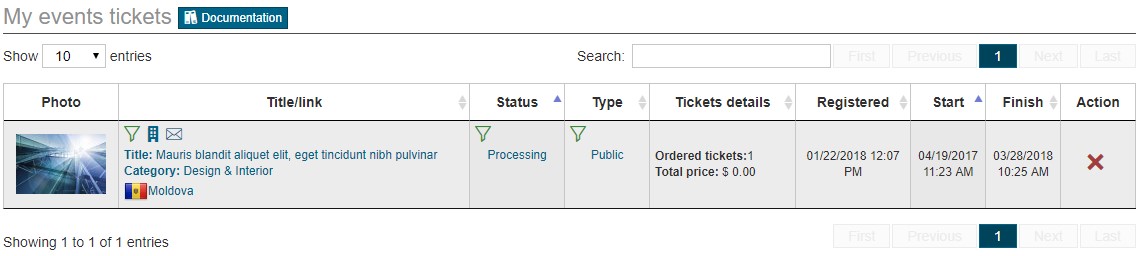 My events tickets Documentation
Show 10 entries Search: First Previous 1 Next Last
Photo Title/link Status Type Tickets details Registered Start Finish Action
Title: Mauris blandit aliquet elit, eget tincidunt nibh pulvinar
Category: Design & Interior
Moldova
Processing
Public
Ordered tickets:1
Total price: $ 0.00
01/22/2018 12:07
PM
04/19/2017
11:23 AM
03/28/2018
10:25 AM
Showing 1 to 1 of 1 entries First Previous 1 Next Last